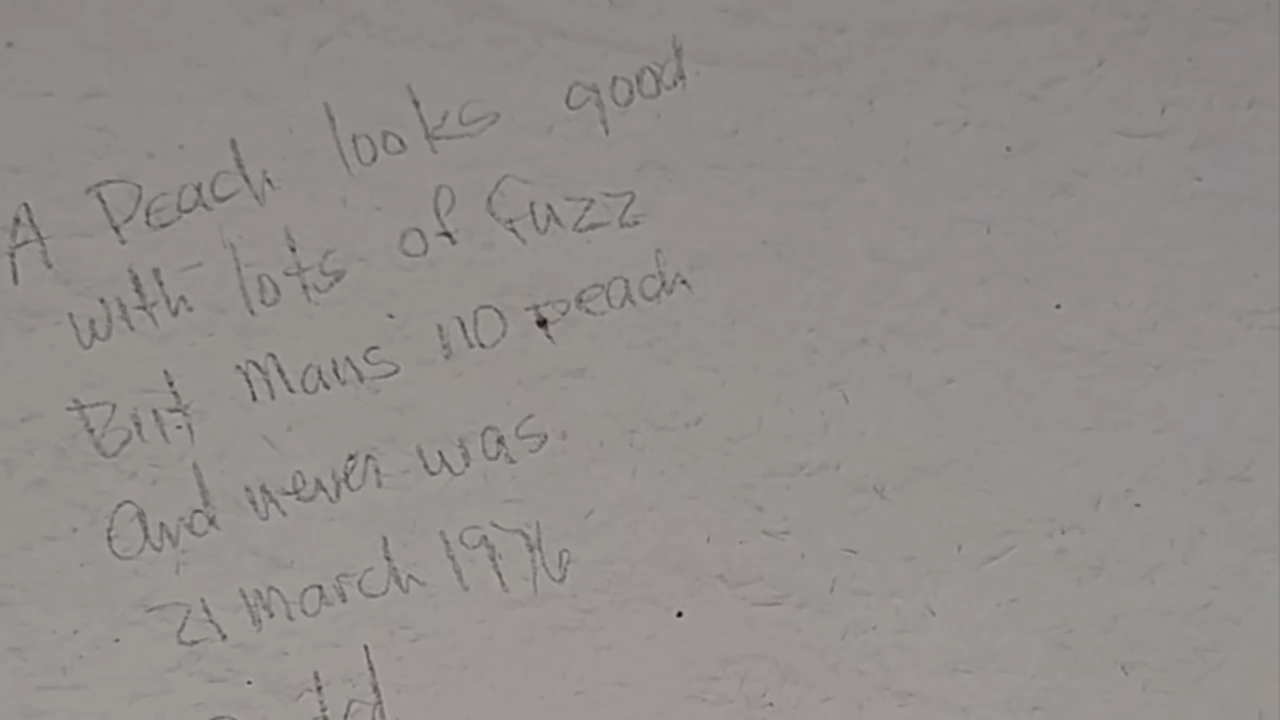 A Peach looks good
with lots of fuzz
But mans no peach
And never was
21 March 1976